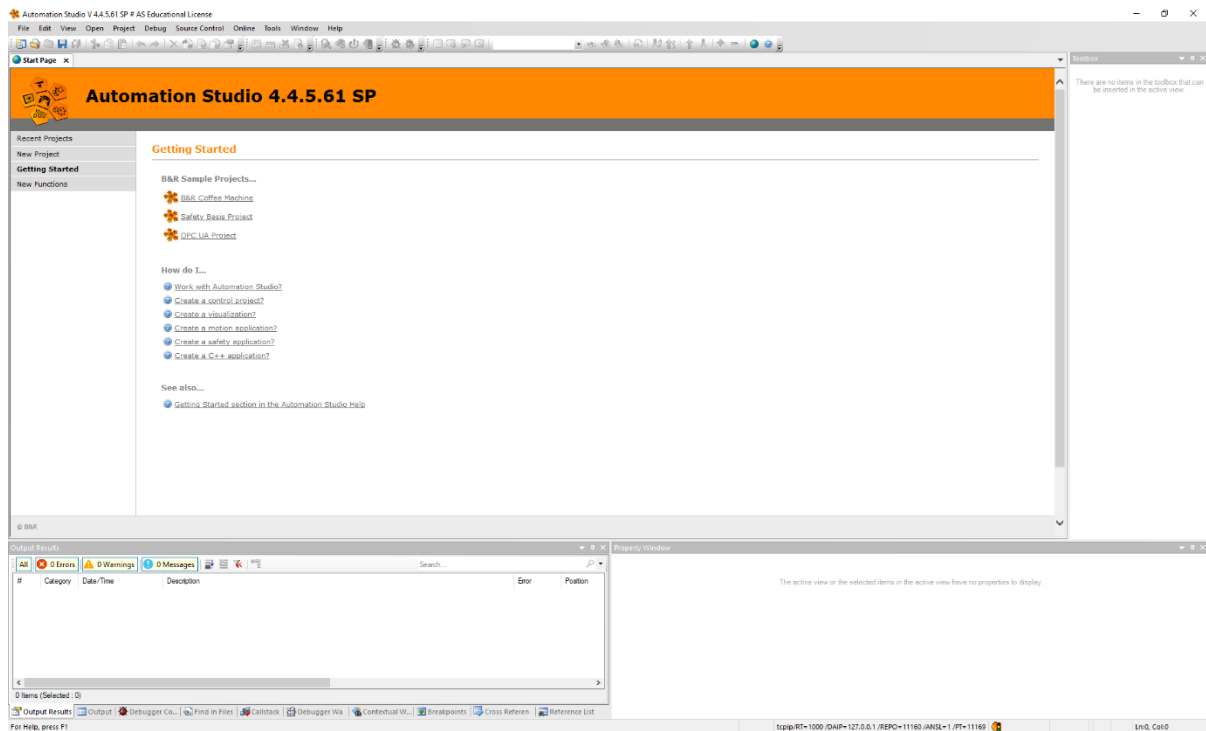 Automation Studio V 4.4.5.61 SP # AS Educational License
File Edit View Open Project Debug Source Control Online Tools Window Help
Start Page
Toolbox
There are no items in the toolbox that can
be inserted in the active view.
Automation Studio 4.4.5.61 SP
Recent Projects
New Project
Getting Started
New Functions
Getting Started
B&R Sample Projects...
B&R Coffee Machine
Safety Basis Project
OPC UA Project
How do I...
Work with Automation Studio?
Create a control project?
Create a visualization?
Create a motion application?
Create a safety application?
Create a C++ application?
See also...
Getting Started section in the Automation Studio Help
© B&R
Output Results
All 0 Errors 0 Warnings 0 Messages Search...
# Category Date/Time Description Error Position
0 Items (Selected : 0)
Output Results Output Debugger Co... Find in Files Callstack Debugger Wa Contextual W... Breakpoints Cross Referen Reference List
Property Window
The active view or the selected items in the active view have no properties to display.
For Help, press F1
tcpip/RT=1000 /DAIP=127.0.0.1 /REPO=11160 /ANSL=1 /PT=11169
Ln:0, Col:0